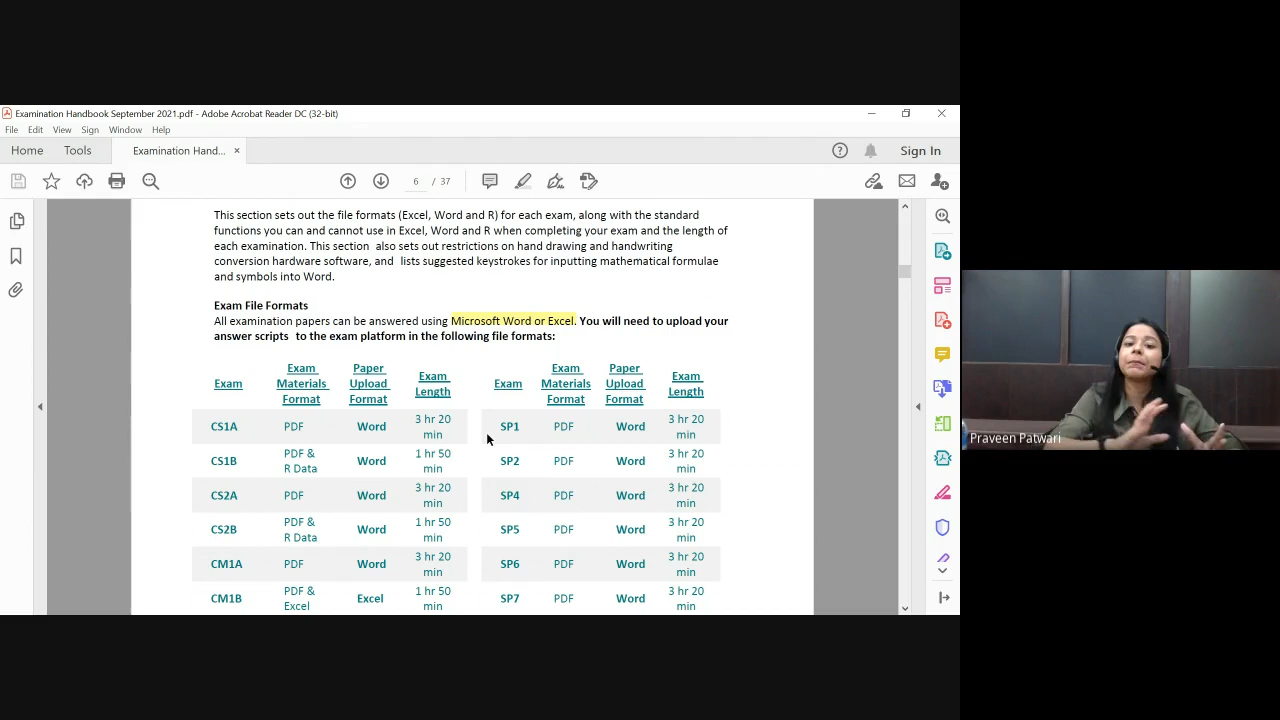 Examination Handbook September 2021.pdf - Adobe Acrobat Reader DC (32-bit)
File Edit View Sign Window Help
Home Tools Examination Hand... × Sign In
6 / 37
This section sets out the file formats (Excel, Word and R) for each exam, along with the standard
functions you can and cannot use in Excel, Word and R when completing your exam and the length of
each examination. This section also sets out restrictions on hand drawing and handwriting
conversion hardware software, and lists suggested keystrokes for inputting mathematical formulae
and symbols into Word.
Exam File Formats
All examination papers can be answered using Microsoft Word or Excel. You will need to upload your
answer scripts to the exam platform in the following file formats:
Exam Exam Materials Format Paper Upload Format Exam Length Exam Exam Materials Format Paper Upload Format Exam Length
CS1A PDF Word 3 hr 20 min SP1 PDF Word 3 hr 20 min
CS1B PDF & R Data Word 1 hr 50 min SP2 PDF Word 3 hr 20 min
CS2A PDF Word 3 hr 20 min SP4 PDF Word 3 hr 20 min
CS2B PDF & R Data Word 1 hr 50 min SP5 PDF Word 3 hr 20 min
CM1A PDF Word 3 hr 20 min SP6 PDF Word 3 hr 20 min
CM1B PDF & Excel Excel 1 hr 50 min SP7 PDF Word 3 hr 20 min
Praveen Patwari